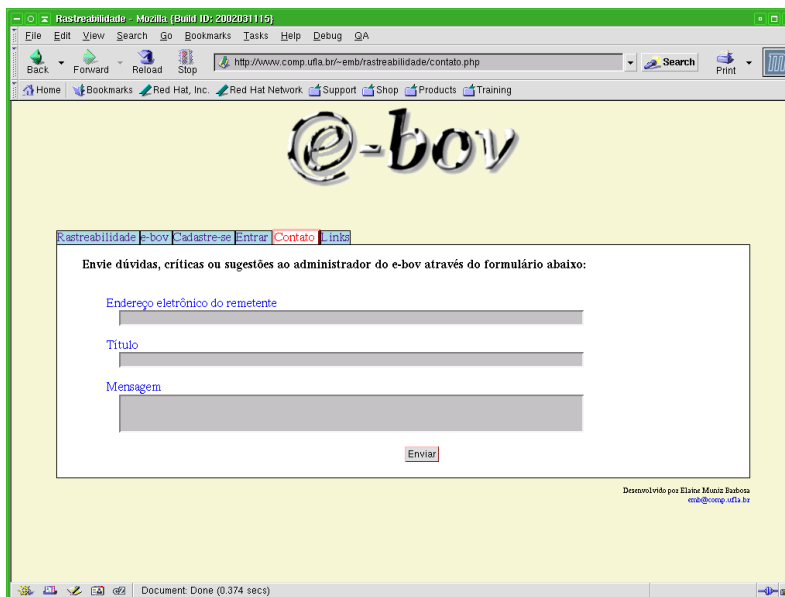 Rastreabilidade - Mozilla {Build ID: 2002031115}
File Edit View Search Go Bookmarks Tasks Help Debug QA
Back Forward Reload Stop http://www.comp.ufla.br/~emb/rastreabilidade/contato.php Search Print
Home Bookmarks Red Hat, Inc. Red Hat Network Support Shop Products Training
e-bov
Rastreabilidade e-bov Cadastre-se Entrar Contato Links
Envie dúvidas, críticas ou sugestões ao administrador do e-bov através do formulário abaixo:
Endereço eletrônico do remetente
Título
Mensagem
Enviar
Desenvolvido por Elaine Muniz Barbosa
emb@comp.ufla.br
Document: Done (0.374 secs)